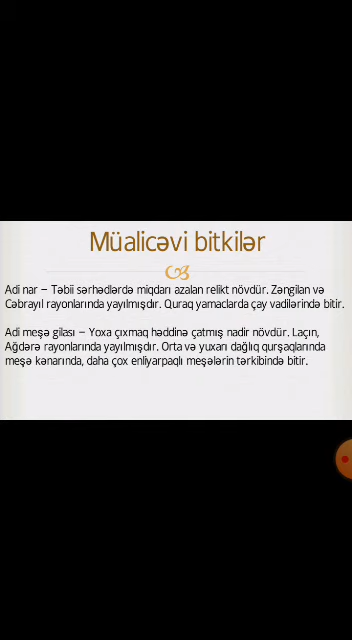 Müalicəvi bitkilər
Adi nar – Təbii sərhədlərdə miqdarı azalan relikt növdür. Zəngilan və
Cəbrayıl rayonlarında yayılmışdır. Quraq yamaclarda çay vadilərində bitir.
Adi meşə gilası – Yoxa çıxmaq həddinə çatmış nadir növdür. Laçın,
Ağdərə rayonlarında yayılmışdır. Orta və yuxarı dağlıq qurşaqlarında
meşə kənarında, daha çox enliyarpaqlı meşələrin tərkibində bitir.